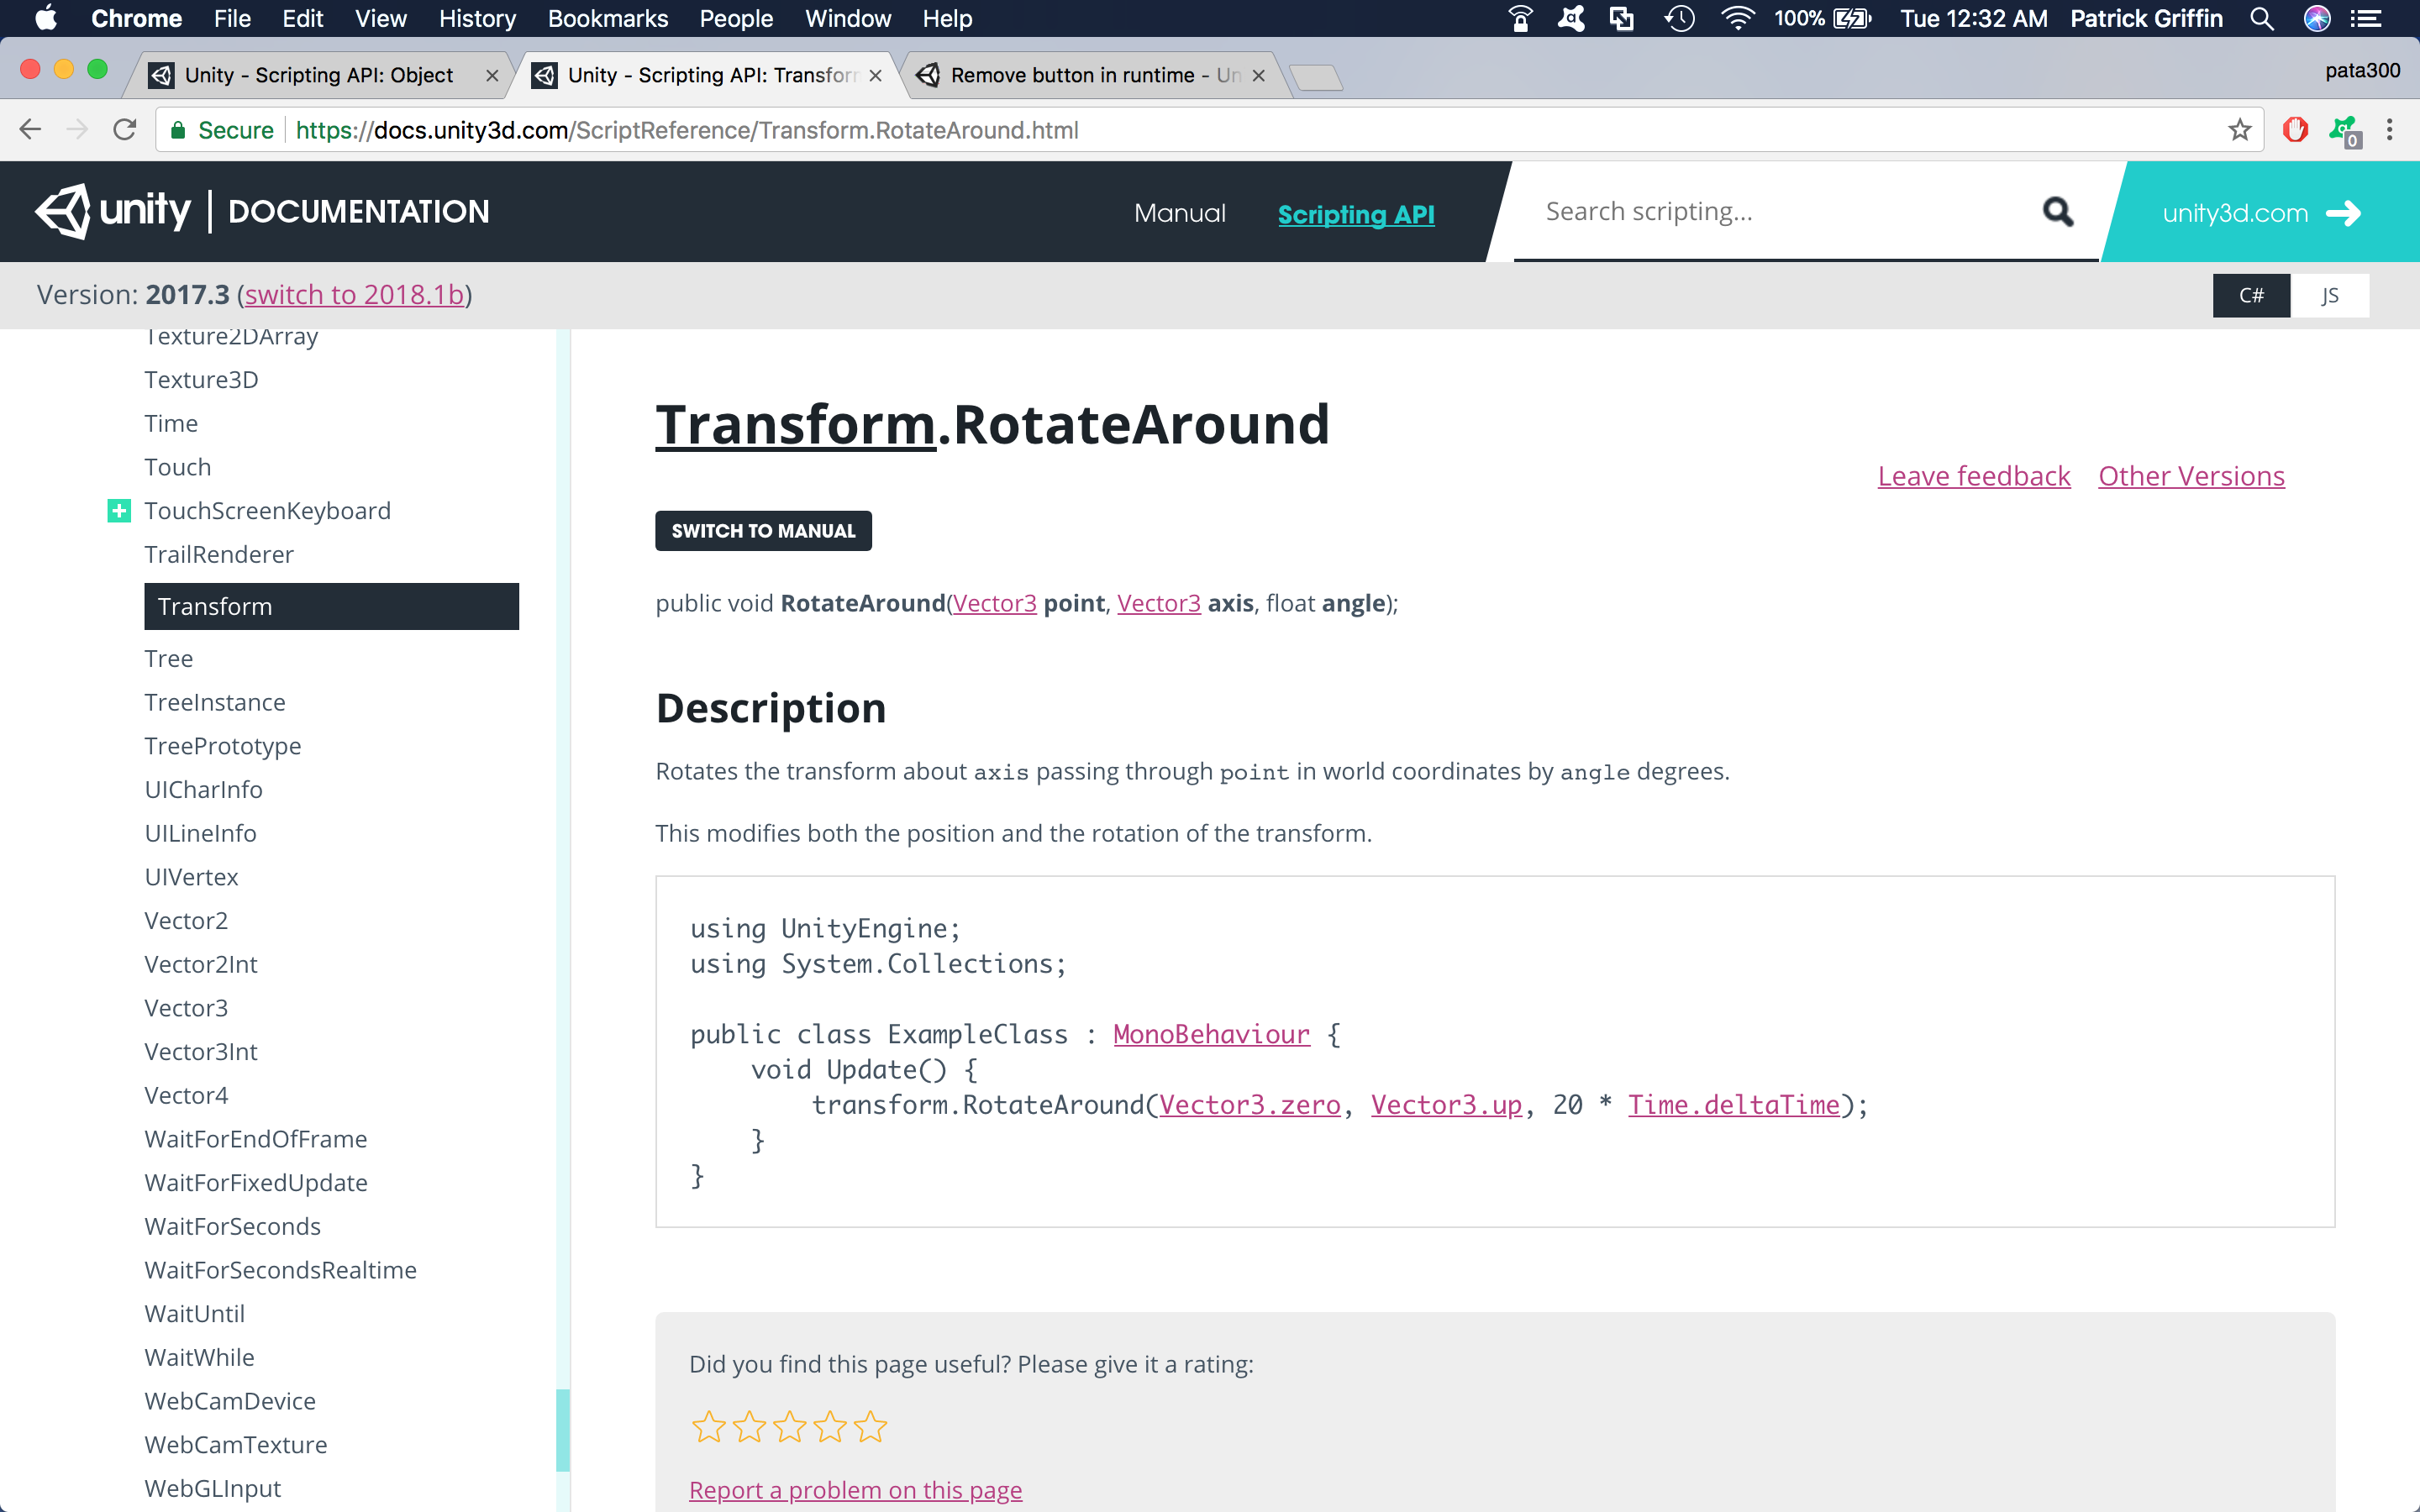 Chrome File Edit View History Bookmarks People Window Help 100% Tue 12:32 AM Patrick Griffin
Unity - Scripting API: Object Unity - Scripting API: Transform Remove button in runtime - Un pata300
Secure https://docs.unity3d.com/ScriptReference/Transform.RotateAround.html 0
unity DOCUMENTATION Manual Scripting API Search scripting... unity3d.com
Version: 2017.3 (switch to 2018.1b) C# JS
Texture2DArray
Texture3D
Time
Touch
TouchScreenKeyboard
TrailRenderer
Transform
Tree
TreeInstance
TreePrototype
UICharInfo
UILineInfo
UIVertex
Vector2
Vector2Int
Vector3
Vector3Int
Vector4
WaitForEndOfFrame
WaitForFixedUpdate
WaitForSeconds
WaitForSecondsRealtime
WaitUntil
WaitWhile
WebCamDevice
WebCamTexture
WebGLInput
Transform.RotateAround
Leave feedback Other Versions
SWITCH TO MANUAL
public void RotateAround(Vector3 point, Vector3 axis, float angle);
Description
Rotates the transform about axis passing through point in world coordinates by angle degrees.
This modifies both the position and the rotation of the transform.
using UnityEngine;
using System.Collections;
public class ExampleClass : MonoBehaviour {
void Update() {
transform.RotateAround(Vector3.zero, Vector3.up, 20 * Time.deltaTime);
}
}
Did you find this page useful? Please give it a rating:
Report a problem on this page